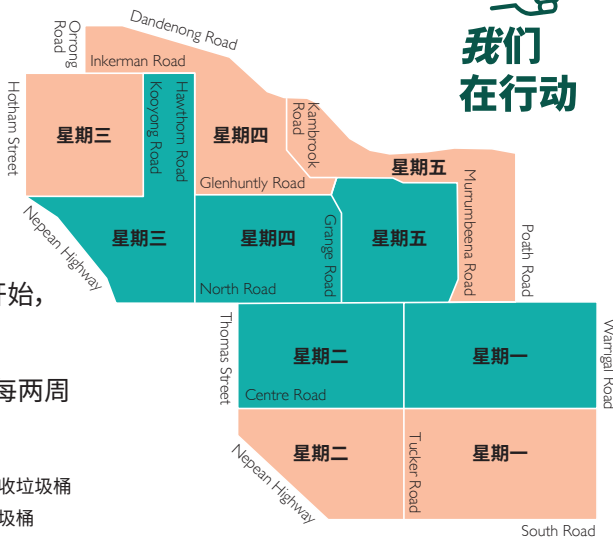 我们
在行动
Dandenong Road
Orrong
Road
Inkerman Road
Hotham Street
Kooyong Road
Hawthorn Road
Kambrook
Road
星期三
星期四
星期五
Glenhuntly Road
Murrumbeena Road
Poath Road
Nepean Highway
星期三
星期四
Grange Road
星期五
North Road
开始,
Thomas Street
星期二
星期一
Warrigal Road
每两周
Centre Road
Nepean Highway
星期二
Tucker Road
星期一
收垃圾桶
圾桶
South Road